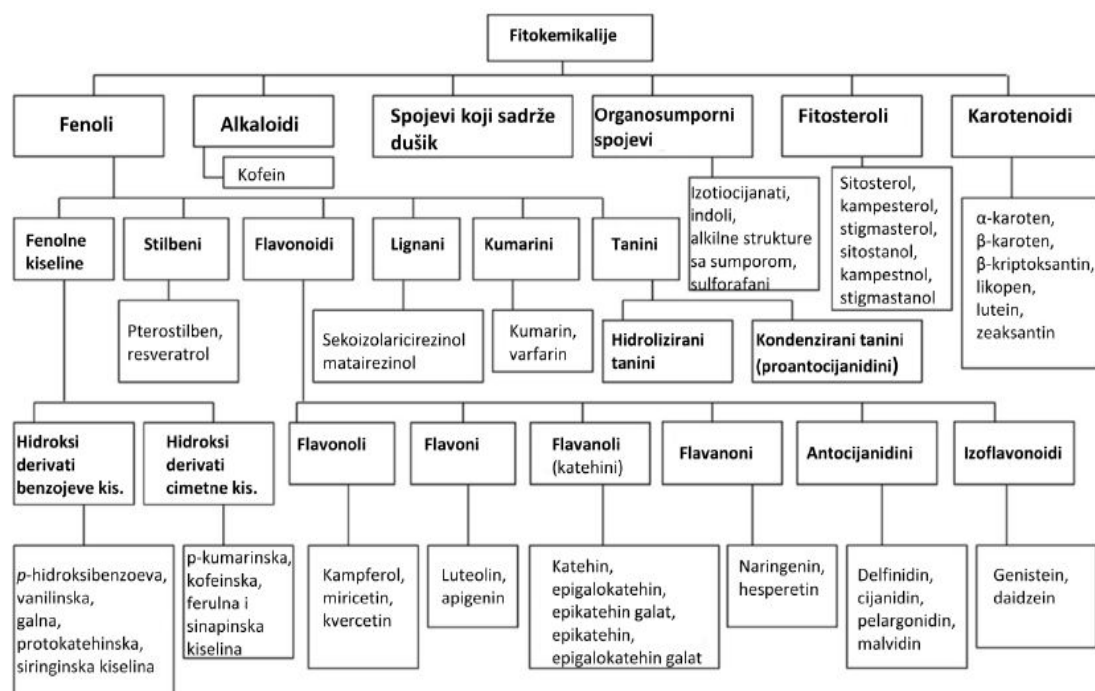 Fitokemikalije
Fenoli
Alkaloidi
Spojevi koji sadrže
dušik
Organosumporni
spojevi
Fitosteroli
Karotenoidi
Kofein
Izotiocijanati,
indoli,
alkilne strukture
sa sumporom,
sulforafani
Sitosterol,
kampesterol,
stigmasterol,
sitostanol,
kampestnol,
stigmastanol
α-karoten,
β-karoten,
β-kriptoksantin,
likopen,
lutein,
zeaksantin
Fenolne
kiseline
Stilbeni
Flavonoidi
Lignani
Kumarini
Tanini
Pterostilben,
resveratrol
Sekoizolaricirezinol
matairezinol
Kumarin,
varfarin
Hidrolizirani
tanini
Kondenzirani tanini
(proantocijanidini)
Hidroksi
derivati
benzojeve kis.
Hidroksi
derivati
cimetne kis.
Flavonoli
Flavoni
Flavanoli
(katehini)
Flavanoni
Antocijanidini
Izoflavonoidi
p-hidroksibenzoeva,
vanilinska,
galna,
protokatehinska,
siringinska kiselina
p-kumarinska,
kofeinska,
ferulna i
sinapinska
kiselina
Kampferol,
miricetin,
kvercetin
Luteolin,
apigenin
Katehin,
epigalokatehin,
epikatehin galat,
epikatehin,
epigalokatehin galat
Naringenin,
hesperetin
Delfinidin,
cijanidin,
pelargonidin,
malvidin
Genistein,
daidzein